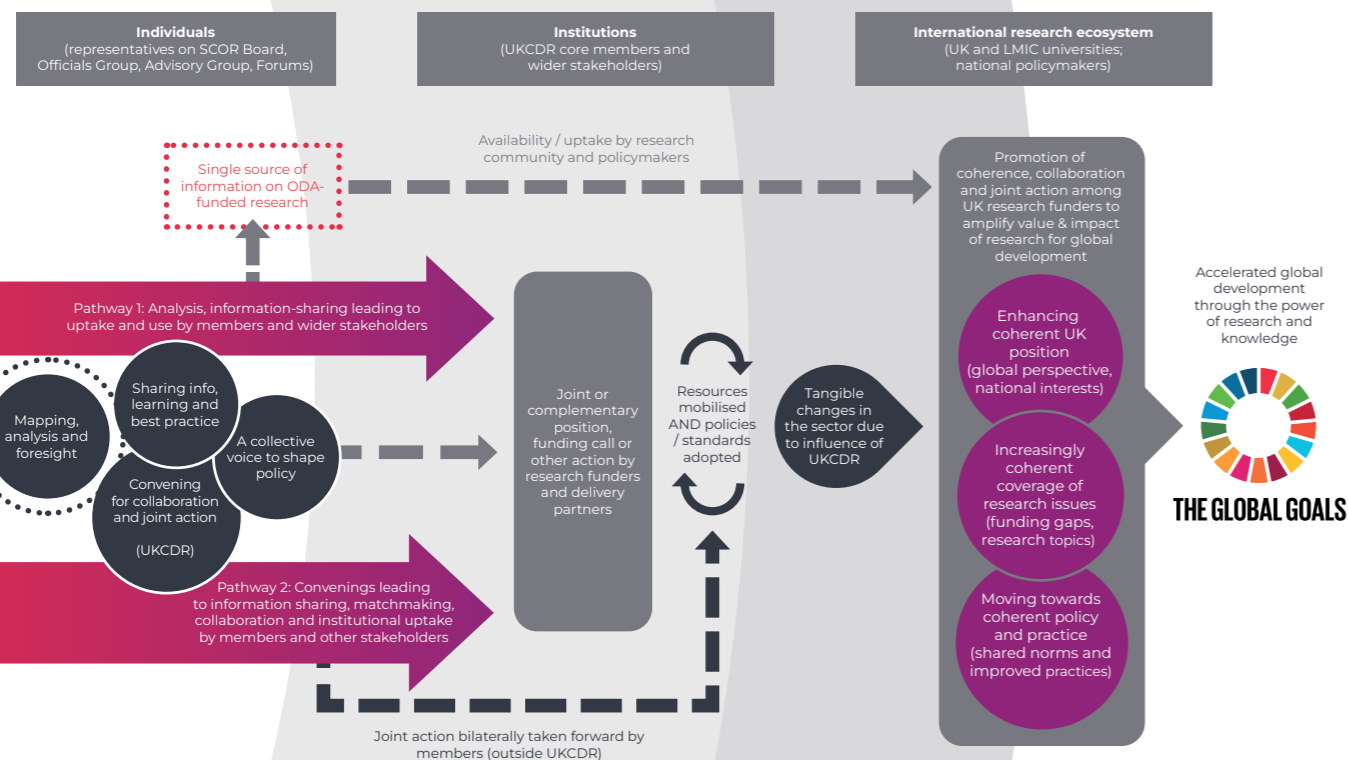 Individuals
(representatives on SCOR Board,
Officials Group, Advisory Group, Forums)
Institutions
(UKCDR core members and
wider stakeholders)
International research ecosystem
(UK and LMIC universities;
national policymakers)
Single source of
information on ODA-
funded research
Availability / uptake by research
community and policymakers
Pathway 1: Analysis, information-sharing leading to
uptake and use by members and wider stakeholders
Mapping,
analysis and
foresight
Sharing info,
learning and
best practice
A collective
voice to shape
policy
Convening
for collaboration
and joint action
(UKCDR)
Pathway 2: Convenings leading
to information sharing, matchmaking,
collaboration and institutional uptake
by members and other stakeholders
Joint action bilaterally taken forward by
members (outside UKCDR)
Joint or
complementary
position,
funding call or
other action by
research funders
and delivery
partners
Resources
mobilised
AND policies
/ standards
adopted
Tangible
changes in
the sector due
to influence of
UKCDR
Promotion of
coherence, collaboration
and joint action among
UK research funders to
amplify value & impact
of research for global
development
Enhancing
coherent UK
position
(global perspective,
national interests)
Increasingly
coherent
coverage of
research issues
(funding gaps,
research topics)
Moving towards
coherent policy
and practice
(shared norms and
improved practices)
Accelerated global
development
through the power
of research and
knowledge
THE GLOBAL GOALS